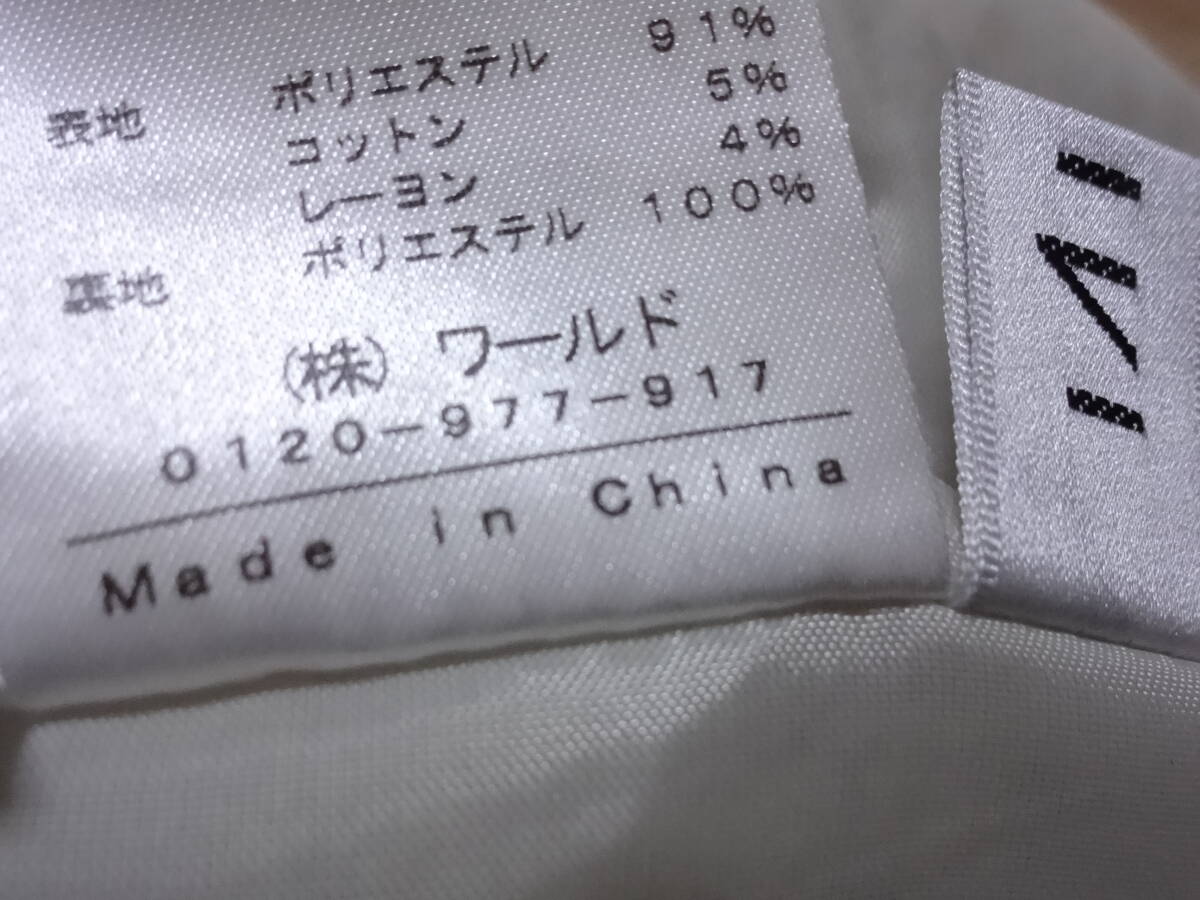 表地 ポリエステル 91%
コットン 5%
レーヨン 4%
裏地 ポリエステル 100%
(株) ワールド
0120-977-917
Made in China